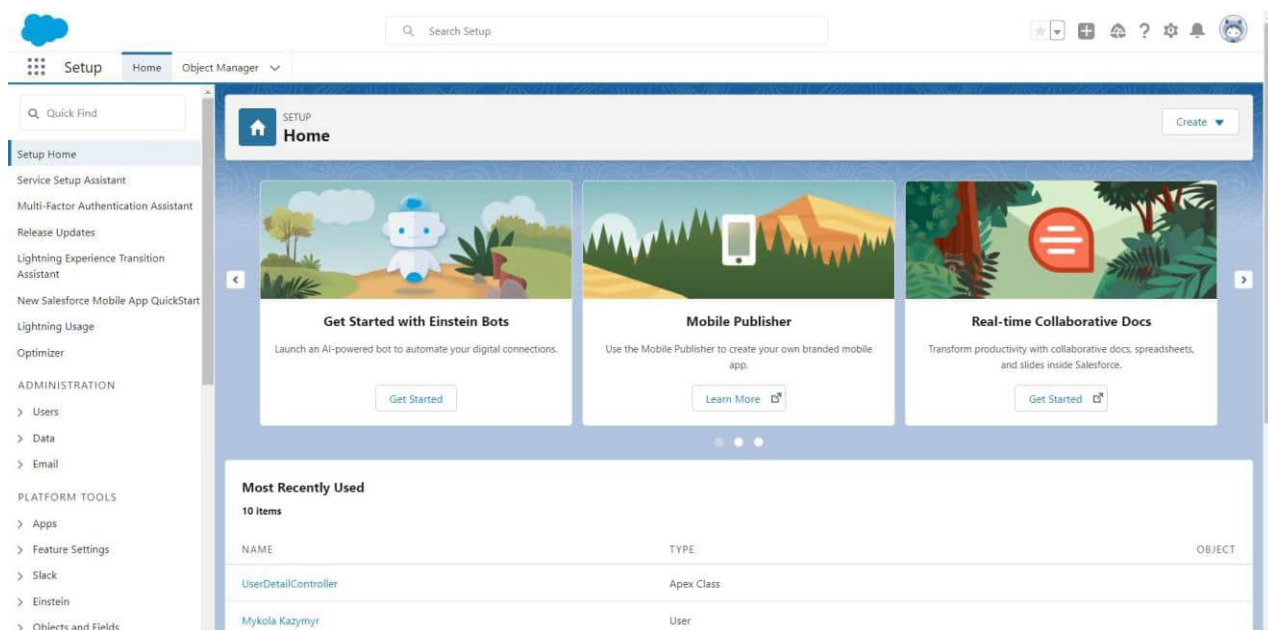 Search Setup
Setup
Home
Object Manager
Quick Find
Setup Home
Service Setup Assistant
Multi-Factor Authentication Assistant
Release Updates
Lightning Experience Transition
Assistant
New Salesforce Mobile App QuickStart
Lightning Usage
Optimizer
ADMINISTRATION
Users
Data
Email
PLATFORM TOOLS
Apps
Feature Settings
Slack
Einstein
Objects and Fields
SETUP
Home
Create
Get Started with Einstein Bots
Launch an AI-powered bot to automate your digital connections.
Get Started
Mobile Publisher
Use the Mobile Publisher to create your own branded mobile
app.
Learn More
Real-time Collaborative Docs
Transform productivity with collaborative docs, spreadsheets,
and slides inside Salesforce.
Get Started
Most Recently Used
10 items
NAME TYPE OBJECT
UserDetailController Apex Class
Mykola Kazymyr User